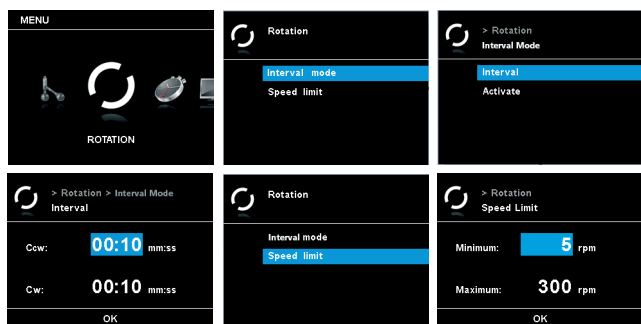 MENU
ROTATION
Rotation
Interval mode
Speed limit
> Rotation
Interval Mode
Interval
Activate
> Rotation > Interval Mode
Interval
Ccw: 00:10 mm:ss
Cw: 00:10 mm:ss
OK
Rotation
Interval mode
Speed limit
> Rotation
Speed Limit
Minimum: 5 rpm
Maximum: 300 rpm
OK